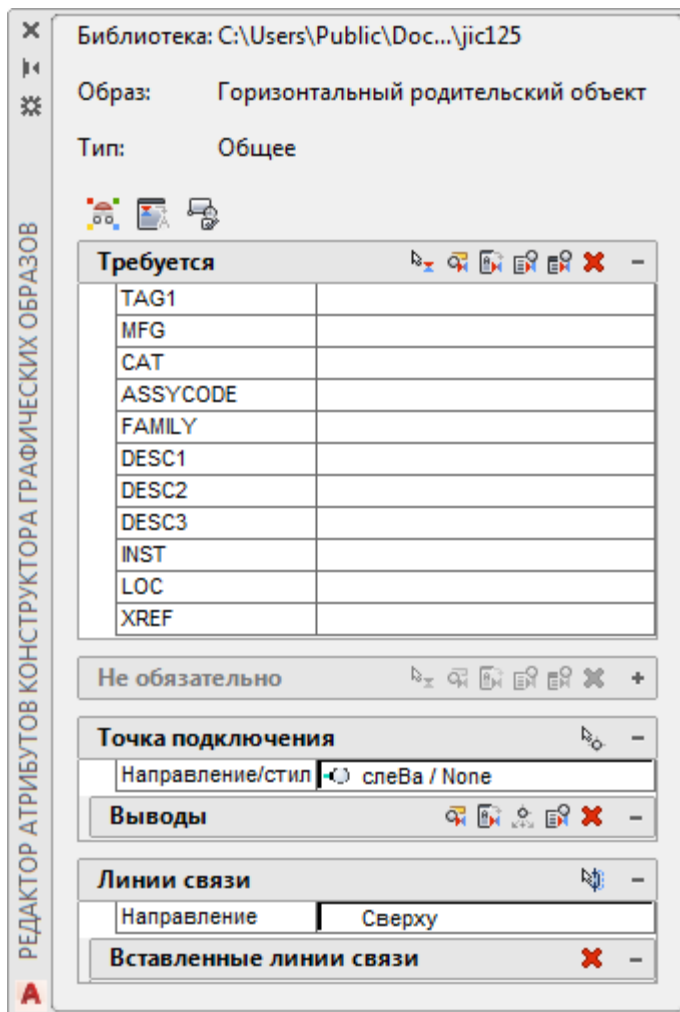 Библиотека: C:\Users\Public\Doc...\jic125
Образ: Горизонтальный родительский объект
Тип: Общее
Требуется
TAG1
MFG
CAT
ASSYCODE
FAMILY
DESC1
DESC2
DESC3
INST
LOC
XREF
Не обязательно
Точка подключения
Направление/стил слеВа / None
Выводы
Линии связи
Направление Сверху
Вставленные линии связи
РЕДАКТОР АТРИБУТОВ КОНСТРУКТОРА ГРАФИЧЕСКИХ ОБРАЗОВ